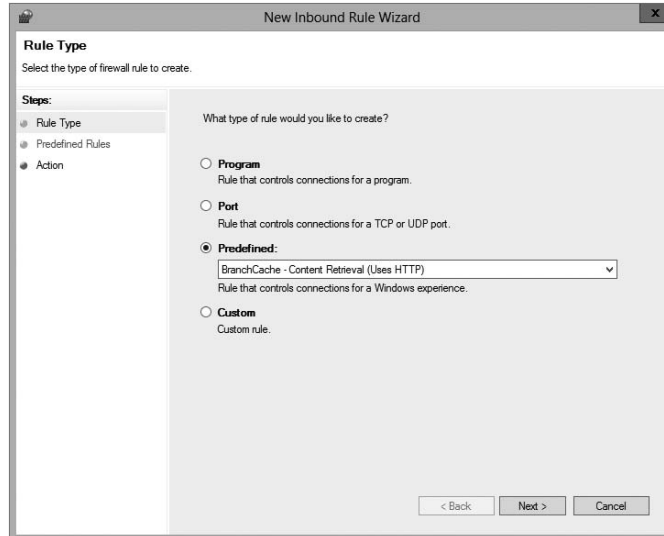 New Inbound Rule Wizard
x
Rule Type
Select the type of firewall rule to create.
Steps:
Rule Type
Predefined Rules
Action
What type of rule would you like to create?
Program
Rule that controls connections for a program.
Port
Rule that controls connections for a TCP or UDP port.
Predefined:
BranchCache - Content Retrieval (Uses HTTP)
Rule that controls connections for a Windows experience.
Custom
Custom rule.
< Back Next > Cancel